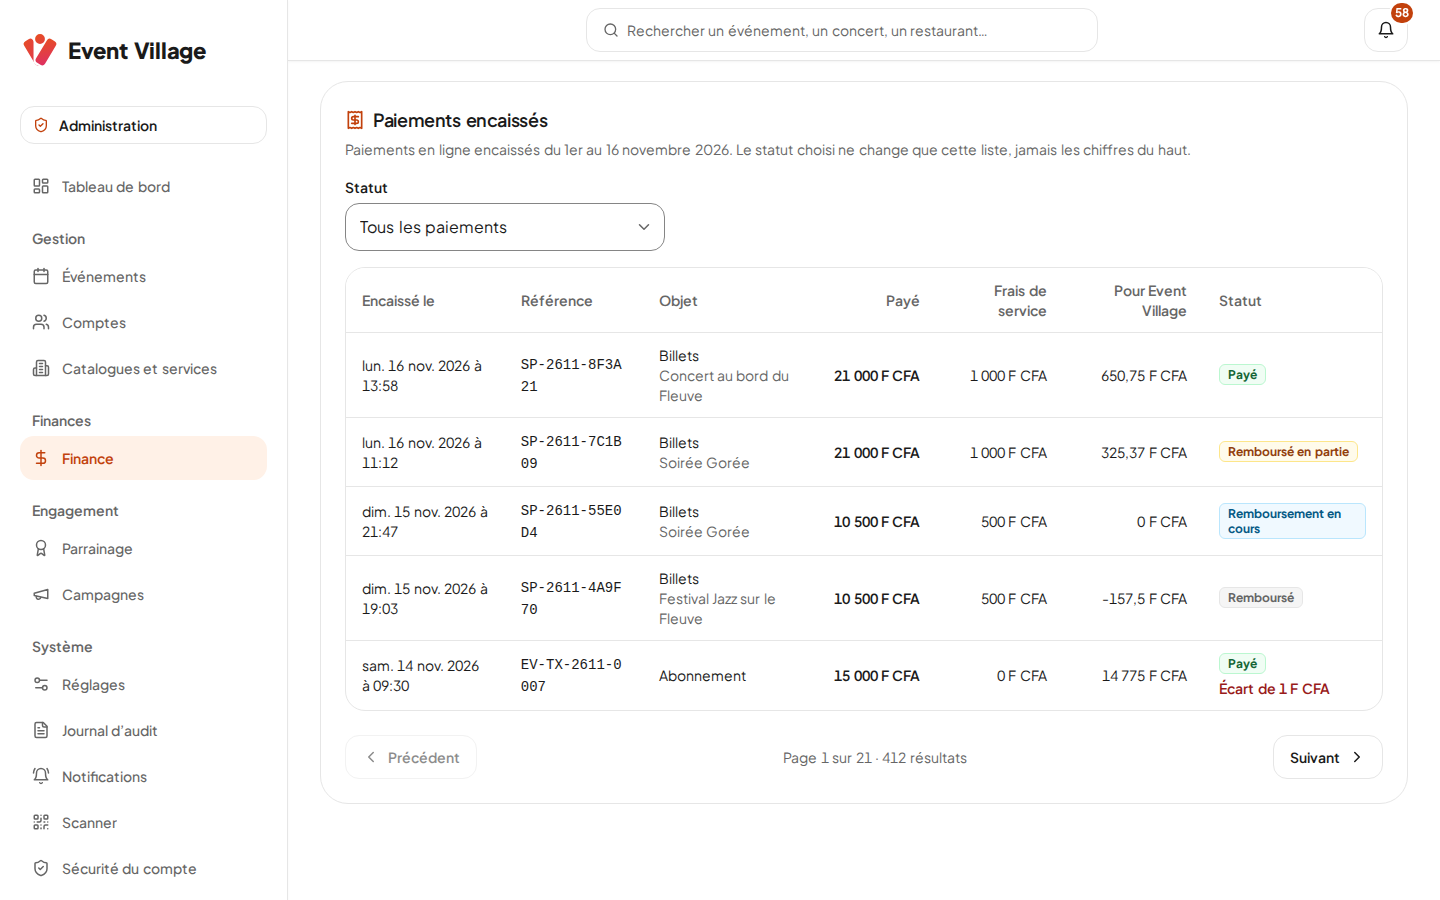 Event Village
Rechercher un événement, un concert, un restaurant…
58
Administration
Tableau de bord
Gestion
Événements
Comptes
Catalogues et services
Finances
Finance
Engagement
Parrainage
Campagnes
Système
Réglages
Journal d’audit
Notifications
Scanner
Sécurité du compte
Paiements encaissés
Paiements en ligne encaissés du 1er au 16 novembre 2026. Le statut choisi ne change que cette liste, jamais les chiffres du haut.
Statut
Tous les paiements
Encaissé le
Référence
Objet
Payé
Frais de
service
Pour Event
Village
Statut
lun. 16 nov. 2026 à
13:58
SP-2611-8F3A
21
Billets
Concert au bord du
Fleuve
21 000 F CFA
1 000 F CFA
650,75 F CFA
Payé
lun. 16 nov. 2026 à
11:12
SP-2611-7C1B
09
Billets
Soirée Gorée
21 000 F CFA
1 000 F CFA
325,37 F CFA
Remboursé en partie
dim. 15 nov. 2026 à
21:47
SP-2611-55E0
D4
Billets
Soirée Gorée
10 500 F CFA
500 F CFA
0 F CFA
Remboursement en
cours
dim. 15 nov. 2026 à
19:03
SP-2611-4A9F
70
Billets
Festival Jazz sur le
Fleuve
10 500 F CFA
500 F CFA
-157,5 F CFA
Remboursé
sam. 14 nov. 2026
à 09:30
EV-TX-2611-0
007
Abonnement
15 000 F CFA
0 F CFA
14 775 F CFA
Payé
Écart de 1 F CFA
Précédent
Page 1 sur 21 · 412 résultats
Suivant